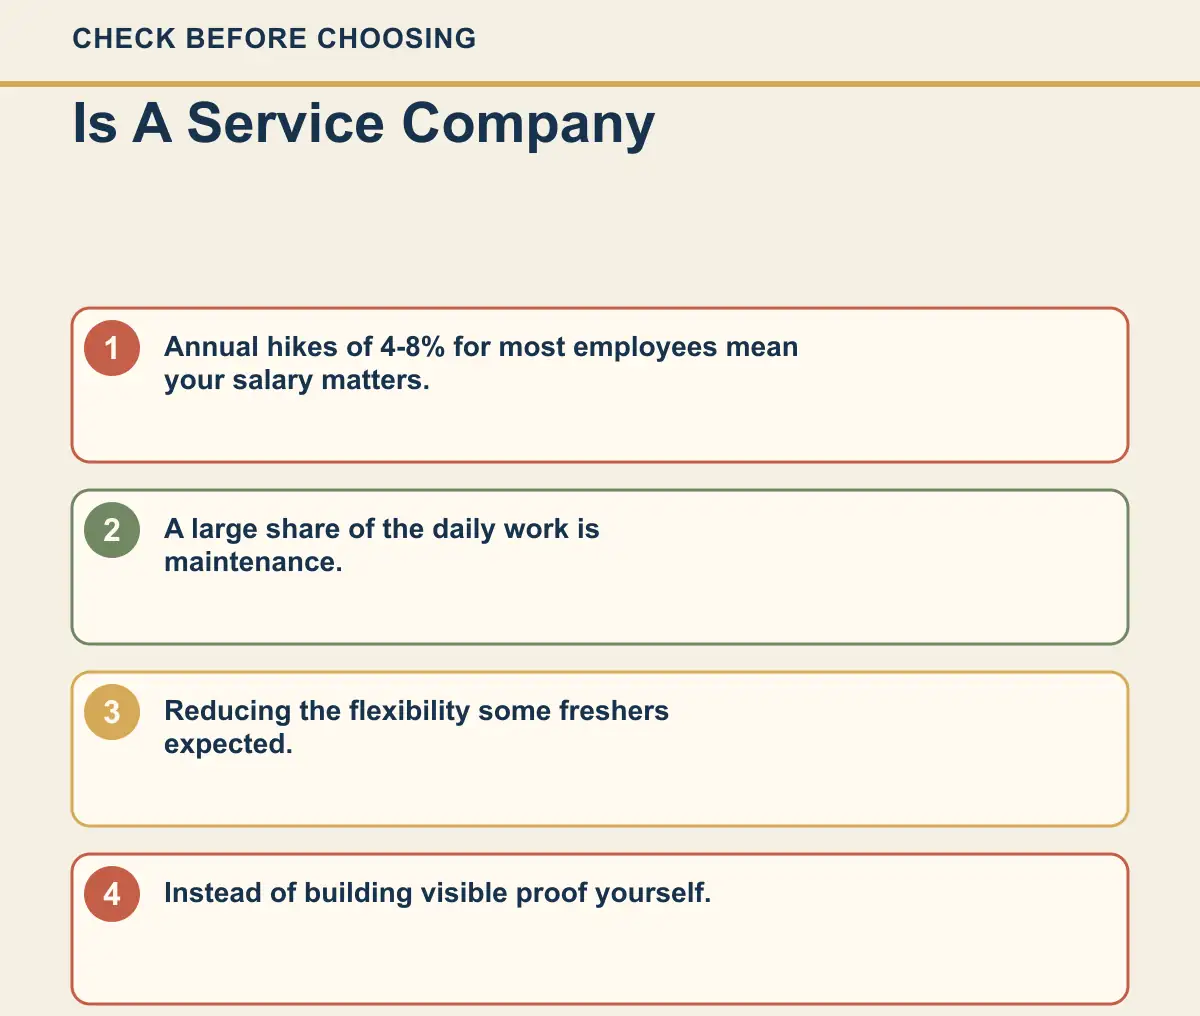 CHECK BEFORE CHOOSING
Is A Service Company
1
Annual hikes of 4-8% for most employees mean
your salary matters.
2
A large share of the daily work is
maintenance.
3
Reducing the flexibility some freshers
expected.
4
Instead of building visible proof yourself.